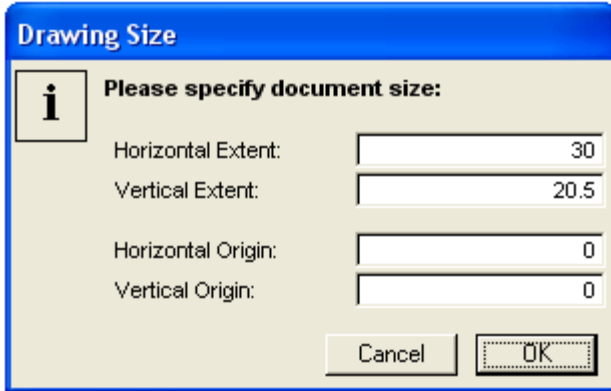 Drawing Size
i
Please specify document size:
Horizontal Extent: 30
Vertical Extent: 20.5
Horizontal Origin: 0
Vertical Origin: 0
Cancel OK